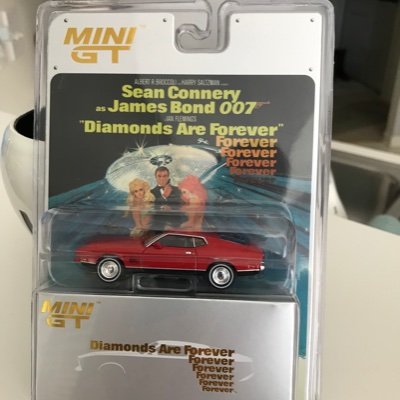 MINI
GT
ALBERT R. BROCCOLI and HARRY SALTZMAN
Sean Connery
as James Bond 007
IAN FLEMING'S
"Diamonds Are Forever"
Forever
Forever
Forever
Forever
MINI
GT
Diamonds Are Forever
Forever
Forever
Forever
Forever
Forever